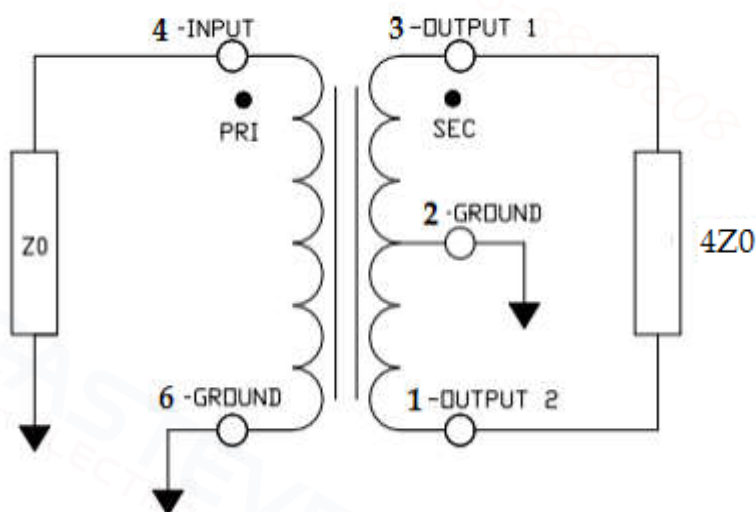 4 -INPUT
3-OUTPUT 1
PRI
SEC
2 -GROUND
Z0
4Z0
6 -GROUND
1-OUTPUT 2